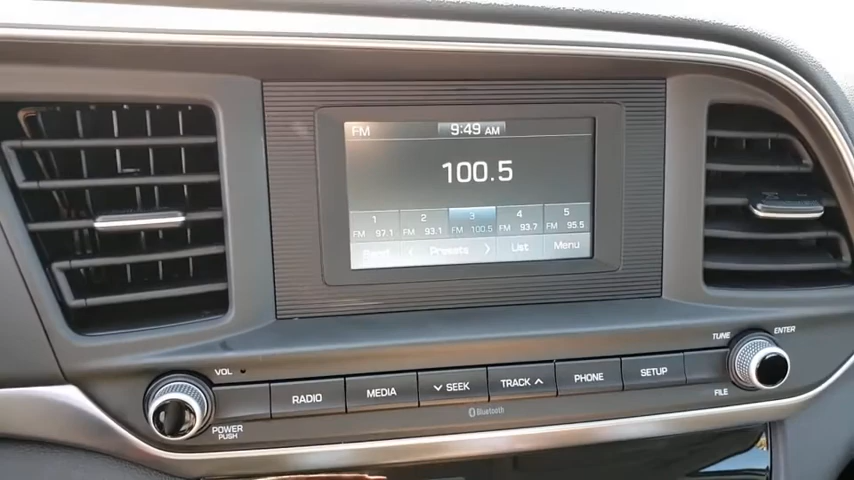 FM 9:49 AM
100.5
1 2 3 4 5
FM 97.1 FM 93.1 FM 100.5 FM 93.7 FM 95.5
Band Presets List Menu
VOL TUNE ENTER
RADIO MEDIA SEEK TRACK PHONE SETUP
POWER PUSH Bluetooth FILE